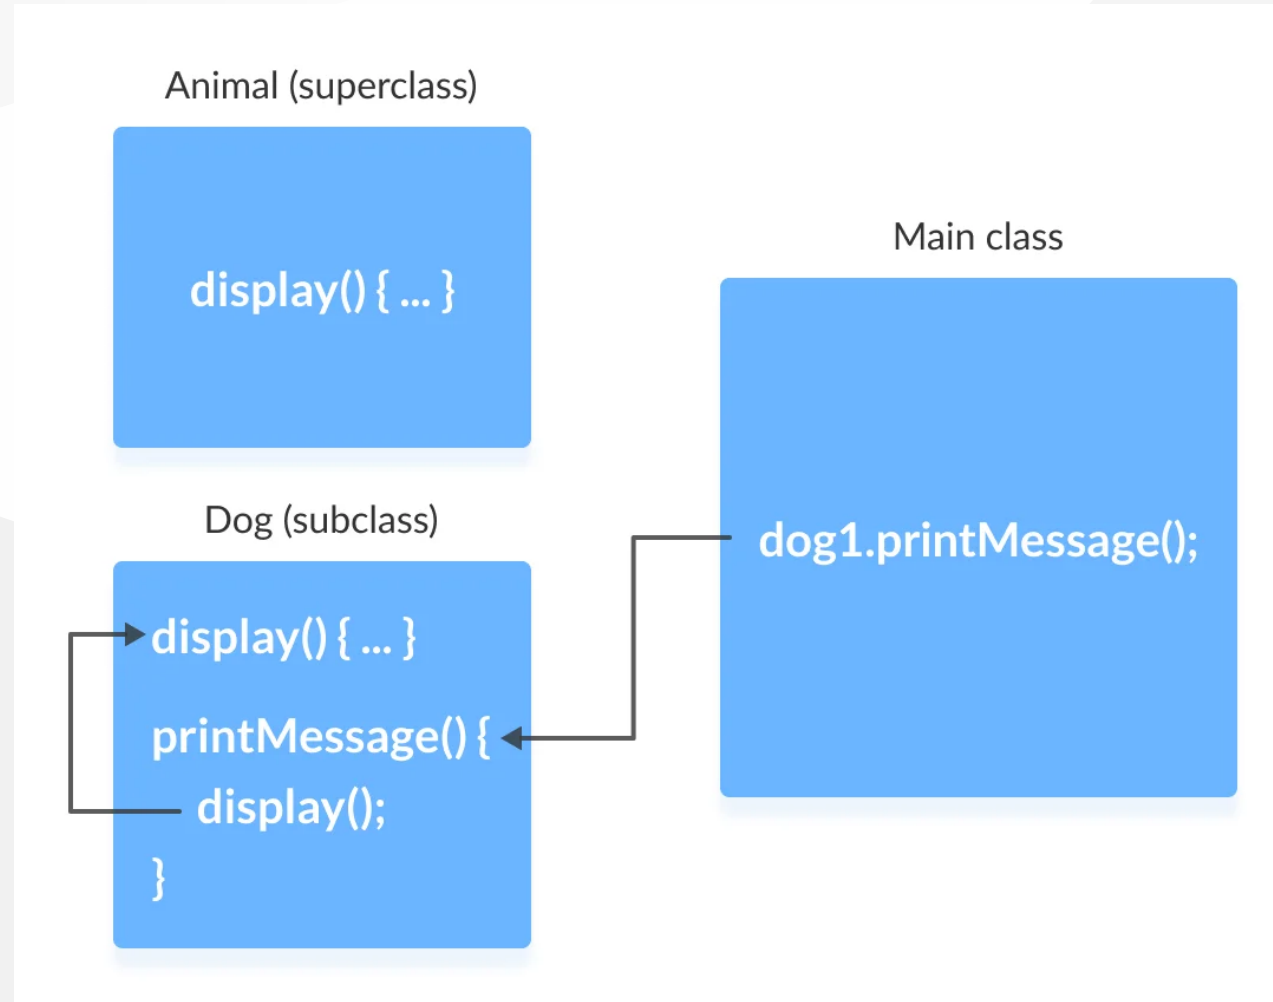 Animal (superclass)
display() { ... }
Dog (subclass)
display() { ... }
printMessage() {
display();
}
Main class
dog1.printMessage();